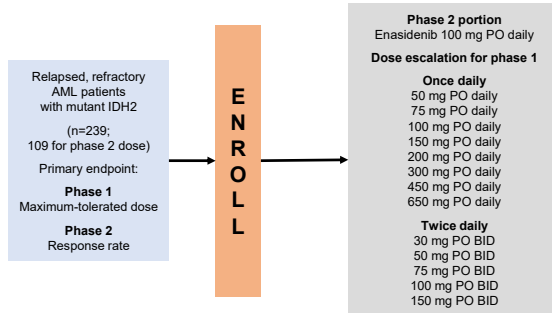 Relapsed, refractory
AML patients
with mutant IDH2
(n=239;
109 for phase 2 dose)
Primary endpoint:
Phase 1
Maximum-tolerated dose
Phase 2
Response rate
E
N
R
O
L
L
Phase 2 portion
Enasidenib 100 mg PO daily
Dose escalation for phase 1
Once daily
50 mg PO daily
75 mg PO daily
100 mg PO daily
150 mg PO daily
200 mg PO daily
300 mg PO daily
450 mg PO daily
650 mg PO daily
Twice daily
30 mg PO BID
50 mg PO BID
75 mg PO BID
100 mg PO BID
150 mg PO BID